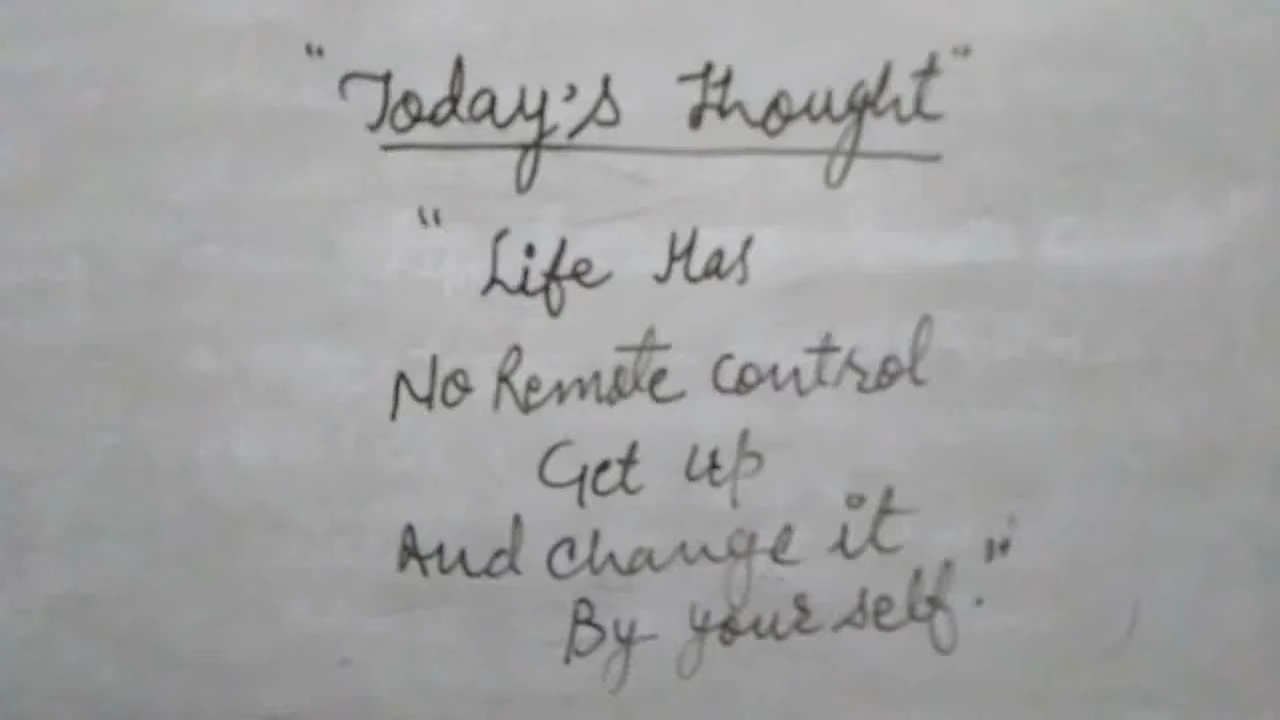 "Today's Thought"
"Life Has
No Remote control
Get up
And change it
By your self."